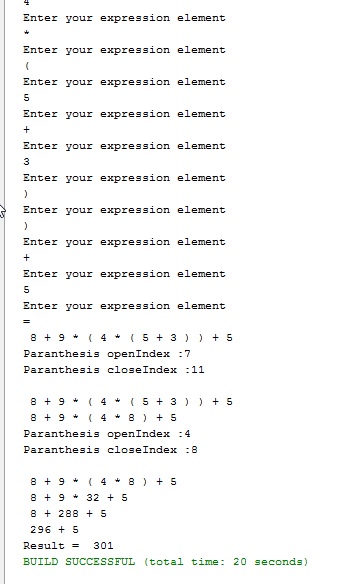 4
Enter your expression element
*
Enter your expression element
(
Enter your expression element
5
Enter your expression element
+
Enter your expression element
3
Enter your expression element
)
Enter your expression element
)
Enter your expression element
+
Enter your expression element
5
Enter your expression element
=
8 + 9 * ( 4 * ( 5 + 3 ) ) + 5
Paranthesis openIndex :7
Paranthesis closeIndex :11
8 + 9 * ( 4 * ( 5 + 3 ) ) + 5
8 + 9 * ( 4 * 8 ) + 5
Paranthesis openIndex :4
Paranthesis closeIndex :8
8 + 9 * ( 4 * 8 ) + 5
8 + 9 * 32 + 5
8 + 288 + 5
296 + 5
Result =  301
BUILD SUCCESSFUL (total time: 20 seconds)